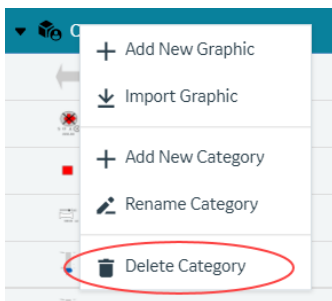 Add New Graphic
Import Graphic
Add New Category
Rename Category
Delete Category